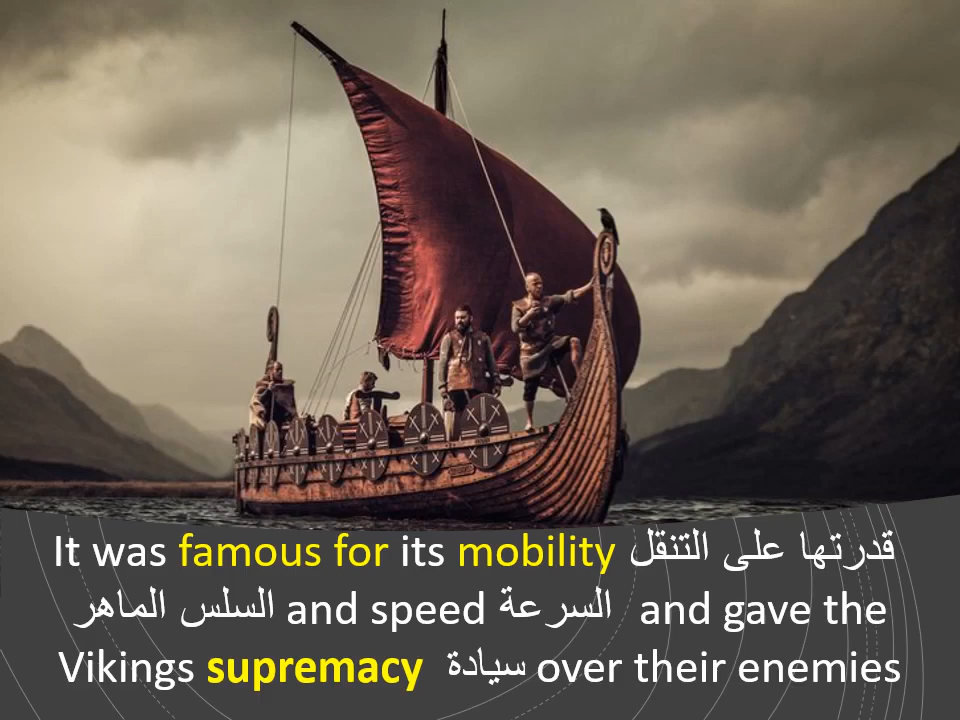 It was famous for its mobility قدرتها على التنقل
السلس الماهر and speed السرعة and gave the
Vikings supremacy سيادة over their enemies